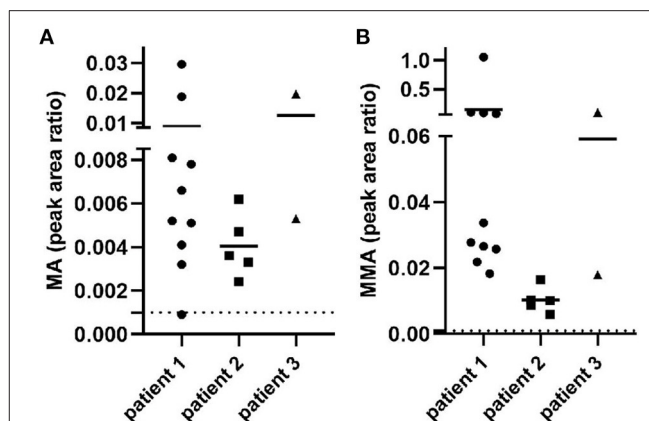 A
MA (peak area ratio)
0.03
0.02
0.01
0.008
0.006
0.004
0.002
0.000
patient 1
patient 2
patient 3
B
MMA (peak area ratio)
1.0
0.5
0.06
0.04
0.02
0.00
patient 1
patient 2
patient 3